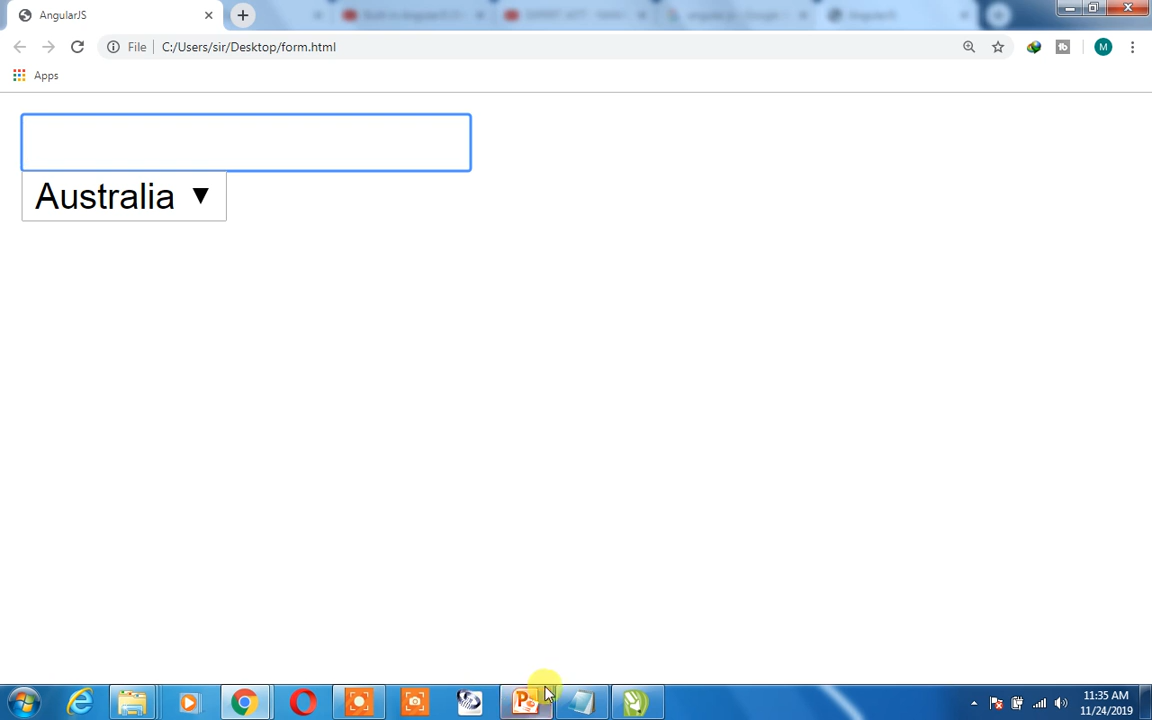 AngularJS
File C:/Users/sir/Desktop/form.html
M
Apps
Australia
11:35 AM
11/24/2019